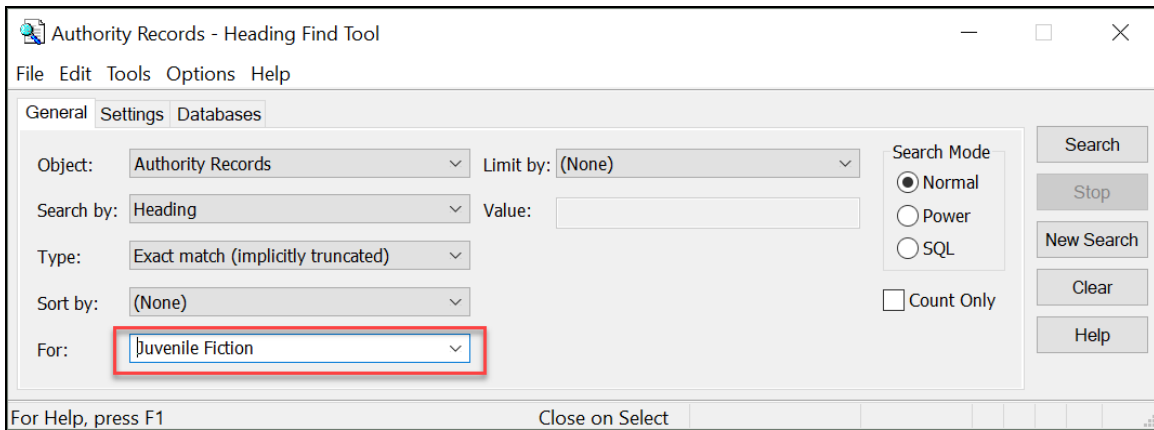 Authority Records - Heading Find Tool
File Edit Tools Options Help
General Settings Databases
Object: Authority Records Limit by: (None)
Search by: Heading Value:
Type: Exact match (implicitly truncated)
Sort by: (None)
For: Juvenile Fiction
Search Mode
Normal
Power
SQL
Count Only
Search
Stop
New Search
Clear
Help
For Help, press F1 Close on Select